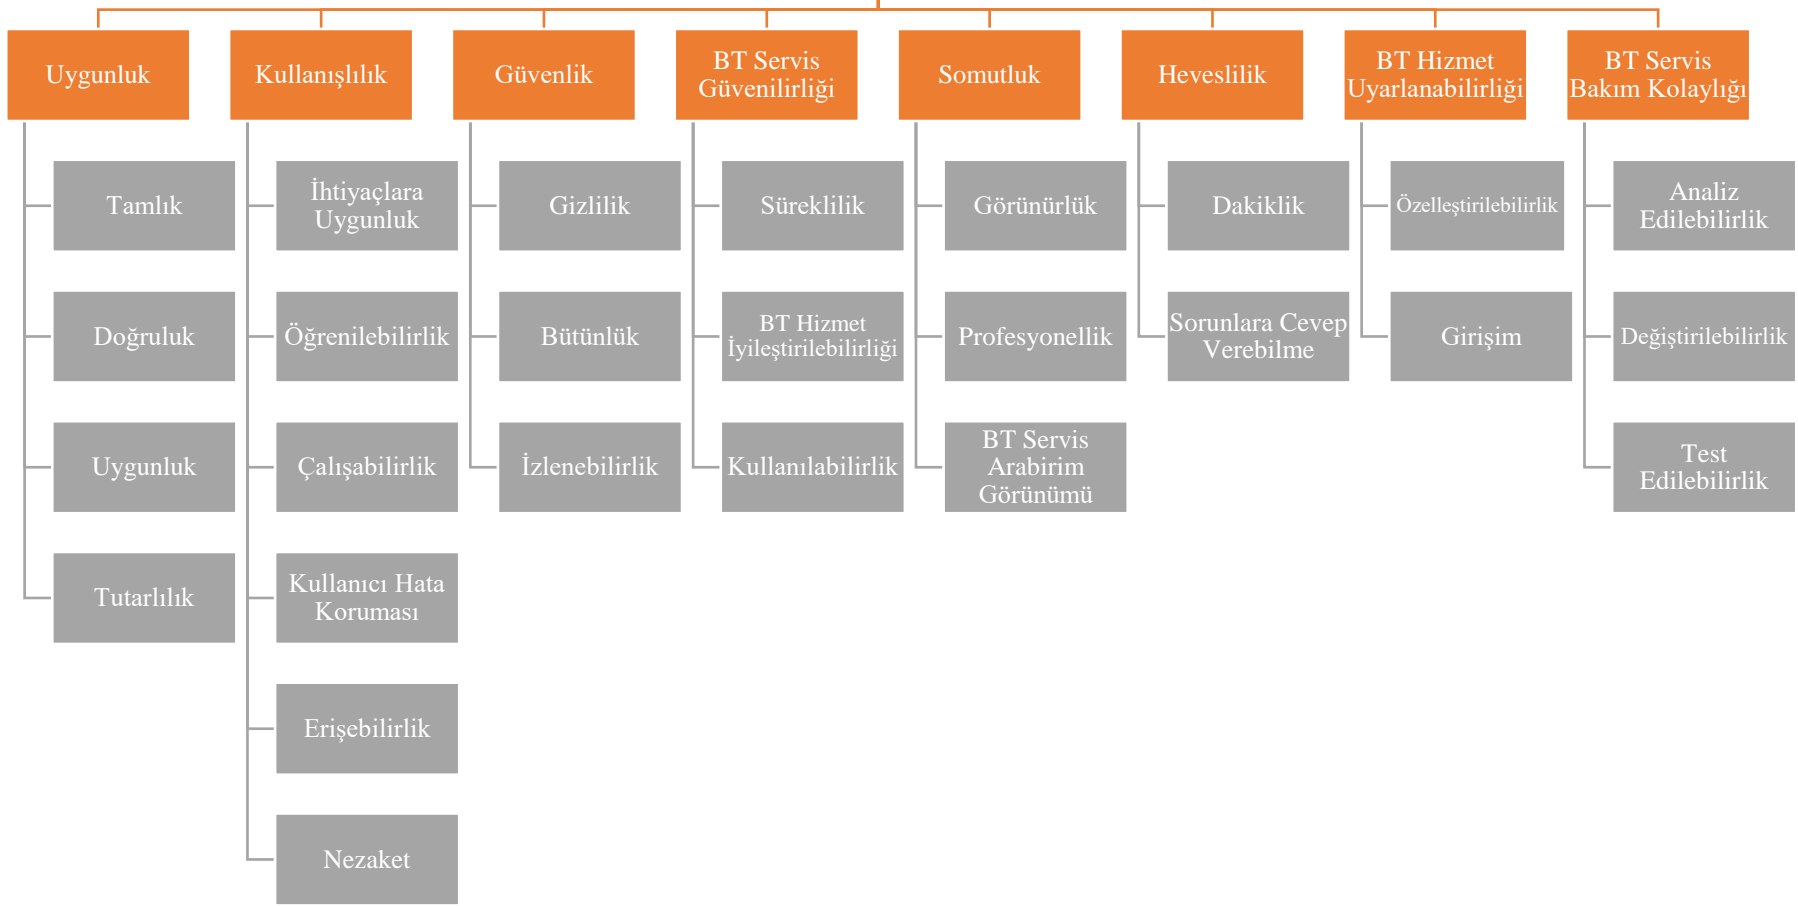 Uygunluk
Kullanışlılık
Güvenlik
BT Servis
Güvenilirliği
Somutluk
Heveslilik
BT Hizmet
Uyarlanabilirliği
BT Servis
Bakım Kolaylığı
Tamlık
Doğruluk
Uygunluk
Tutarlılık
İhtiyaçlara
Uygunluk
Öğrenilebilirlik
Çalışabilirlik
Kullanıcı Hata
Koruması
Erişebilirlik
Nezaket
Gizlilik
Bütünlük
İzlenebilirlik
Süreklilik
BT Hizmet
İyileştirilebilirliği
Kullanılabilirlik
Görünürlük
Profesyonellik
BT Servis
Arabirim
Görünümü
Dakiklik
Sorunlara Cevep
Verebilme
Özelleştirilebilirlik
Girişim
Analiz
Edilebilirlik
Değiştirilebilirlik
Test
Edilebilirlik